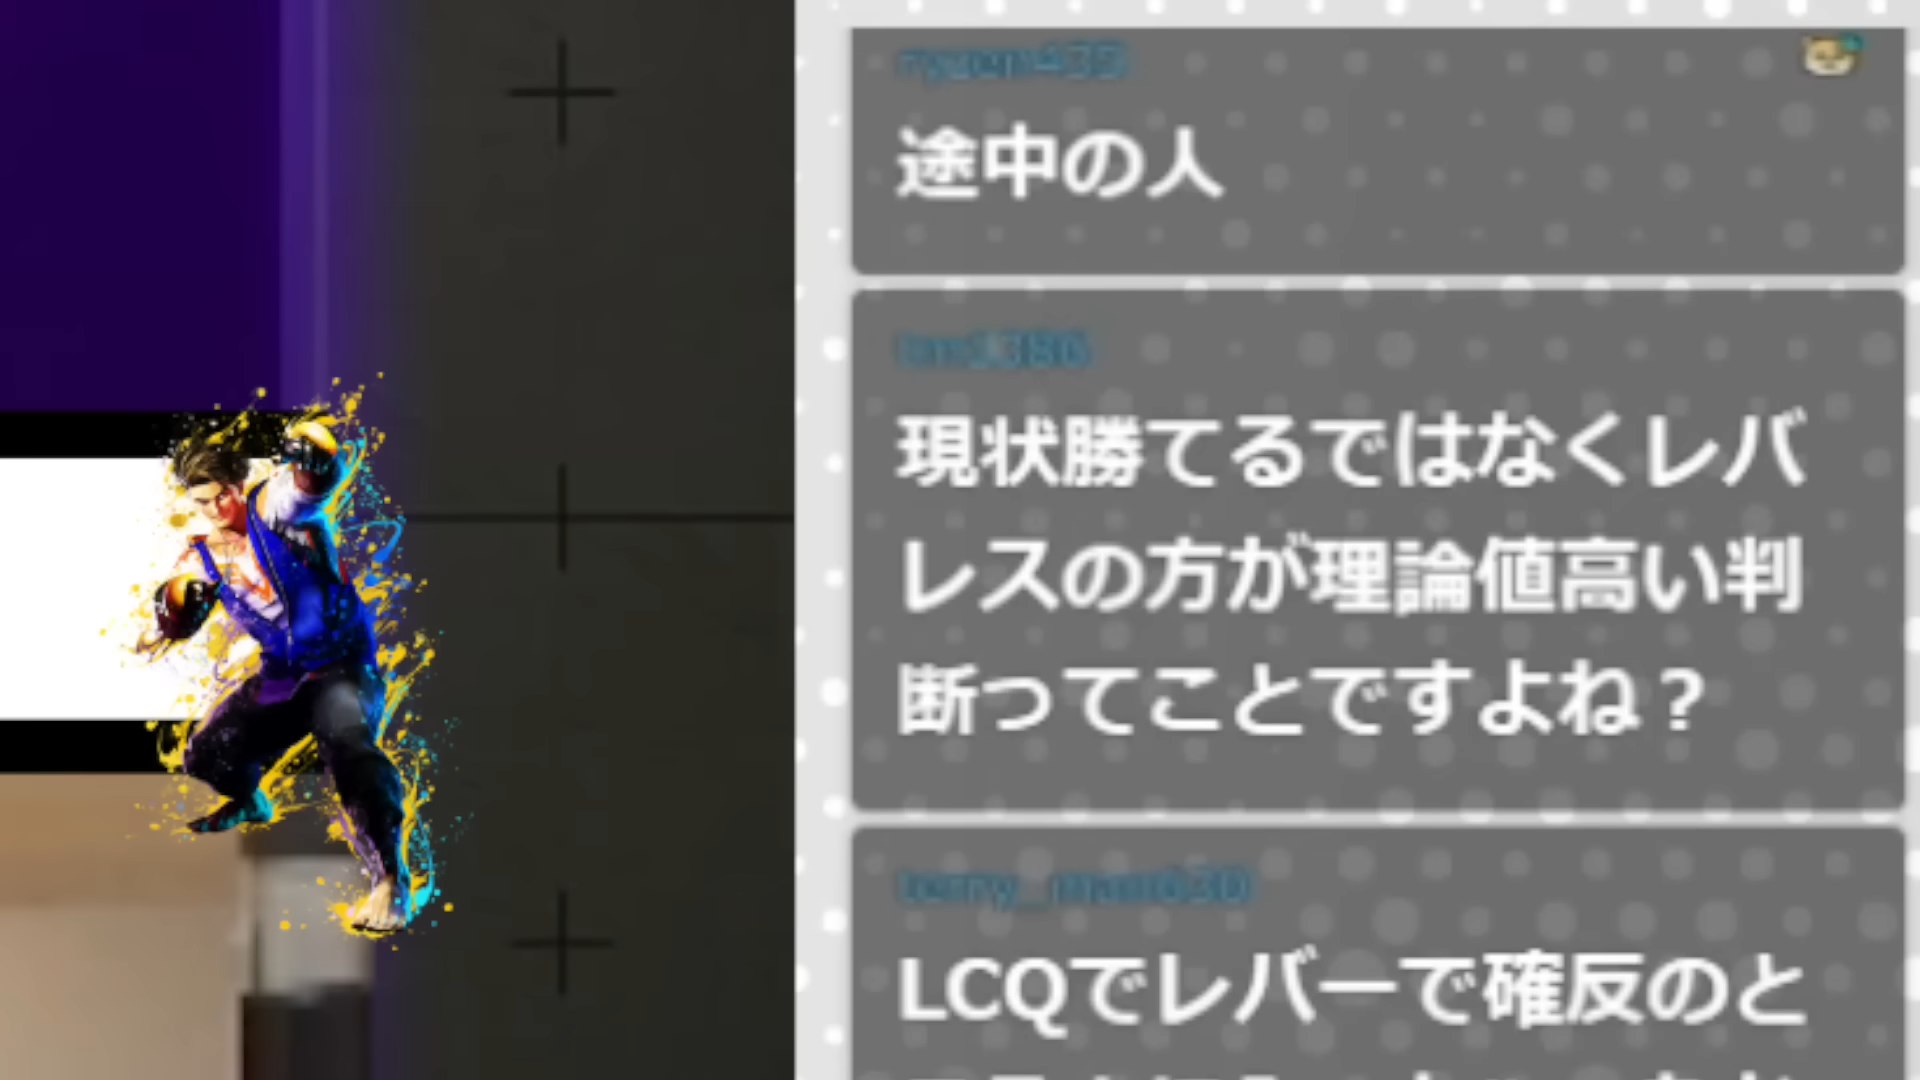 途中の人
現状勝てるではなくレバ
レスの方が理論値高い判
断ってことですよね？
LCQでレバーで確反のと